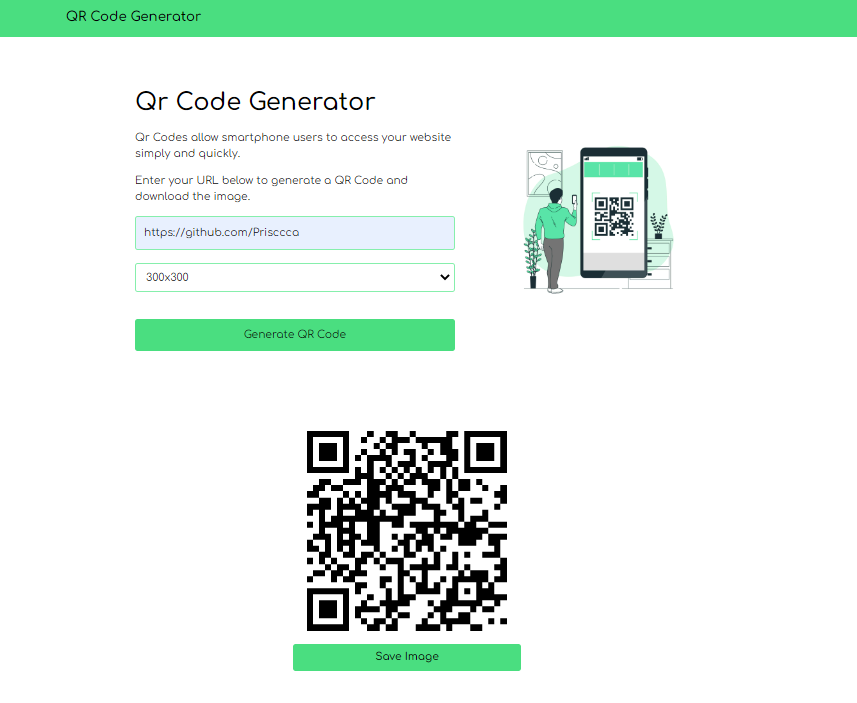 QR Code Generator
Qr Code Generator
Qr Codes allow smartphone users to access your website
simply and quickly.
Enter your URL below to generate a QR Code and
download the image.
https://github.com/Prisccca
300x300
Generate QR Code
Save Image